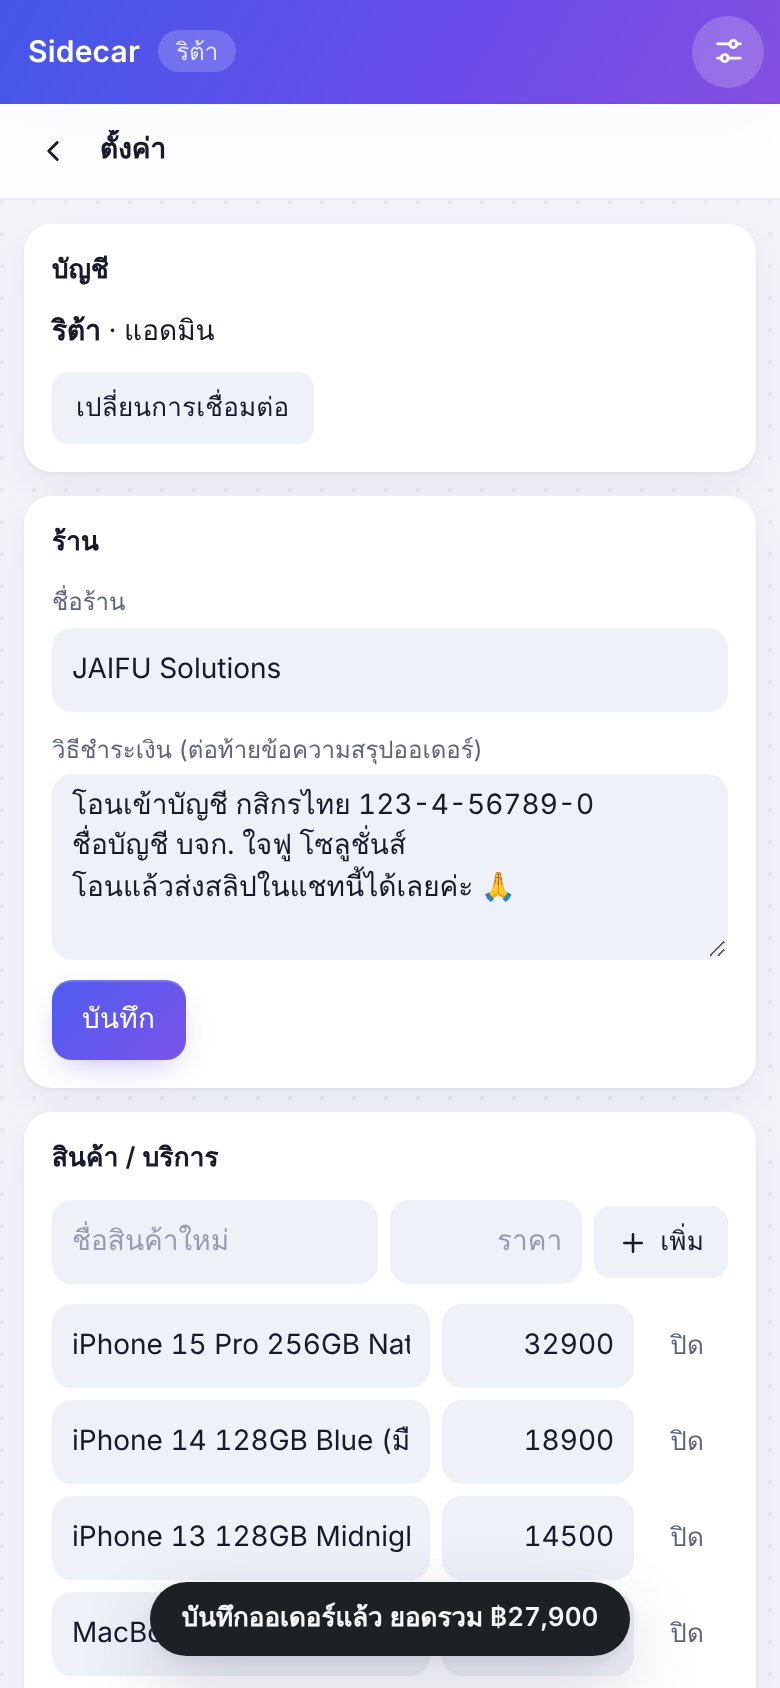 Sidecar ริต้า
ตั้งค่า
บัญชี
ริต้า · แอดมิน
เปลี่ยนการเชื่อมต่อ
ร้าน
ชื่อร้าน
JAIFU Solutions
วิธีชำระเงิน (ต่อท้ายข้อความสรุปออเดอร์)
โอนเข้าบัญชี กสิกรไทย 123-4-56789-0
ชื่อบัญชี บจก. ใจฟู โซลูชั่นส์
โอนแล้วส่งสลิปในแชทนี้ได้เลยค่ะ 🙏
บันทึก
สินค้า / บริการ
ชื่อสินค้าใหม่ ราคา + เพิ่ม
iPhone 15 Pro 256GB Nat 32900 ปิด
iPhone 14 128GB Blue (มื 18900 ปิด
iPhone 13 128GB Midnigl 14500 ปิด
MacBo ปิด
บันทึกออเดอร์แล้ว ยอดรวม ฿27,900